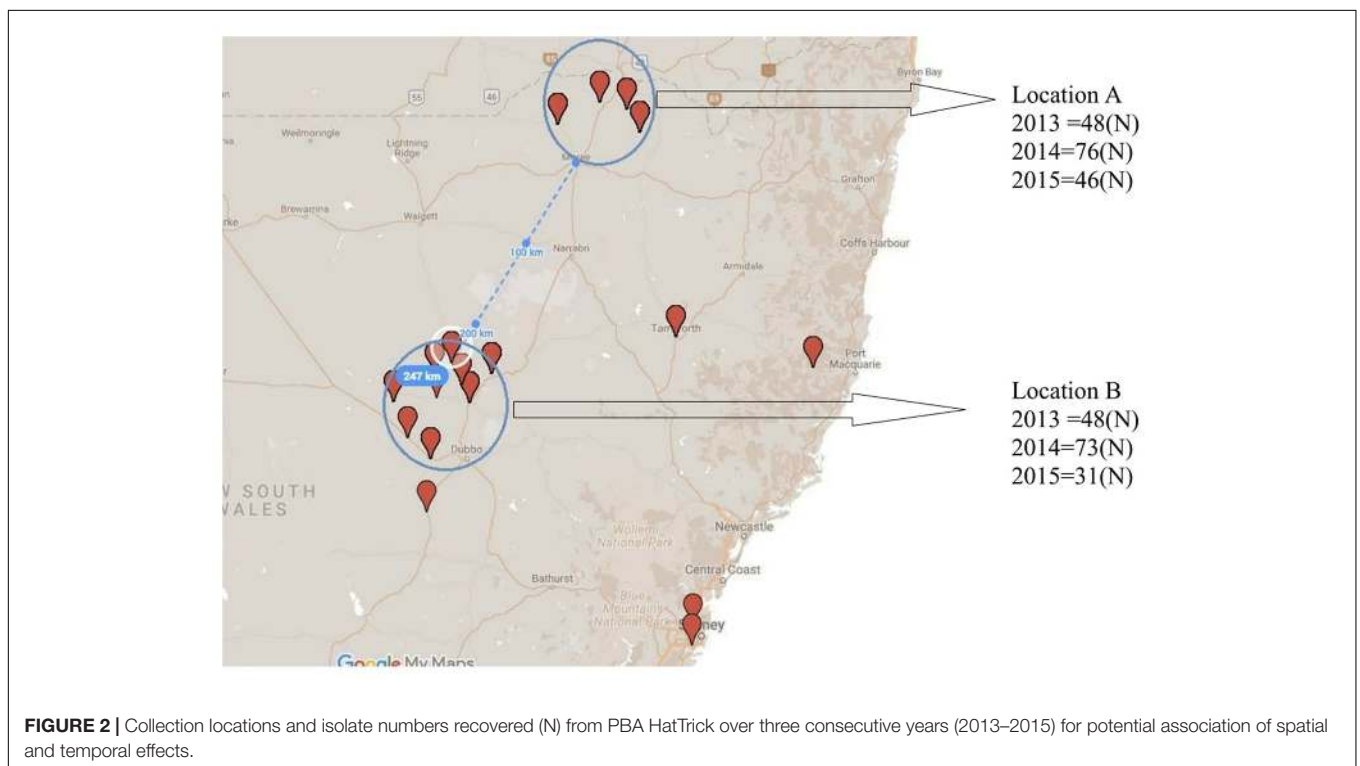 Byron Bay
55
46
Weilmoringle
Lightning
Ridge
Grafton
Brewarrina
Walgett
Coffs Harbour
100 km
Narrabri
Armidale
200 km
Port
Macquarie
247 km
Dubbo
SOUTH
WALES
Newcastle
Wollemi
National Park
Central Coast
Bathurst
Blue
Mountains
National Park
Google My Maps
Location A
2013 =48(N)
2014=76(N)
2015=46(N)
Location B
2013 =48(N)
2014=73(N)
2015=31(N)
FIGURE 2 | Collection locations and isolate numbers recovered (N) from PBA HatTrick over three consecutive years (2013–2015) for potential association of spatial
and temporal effects.